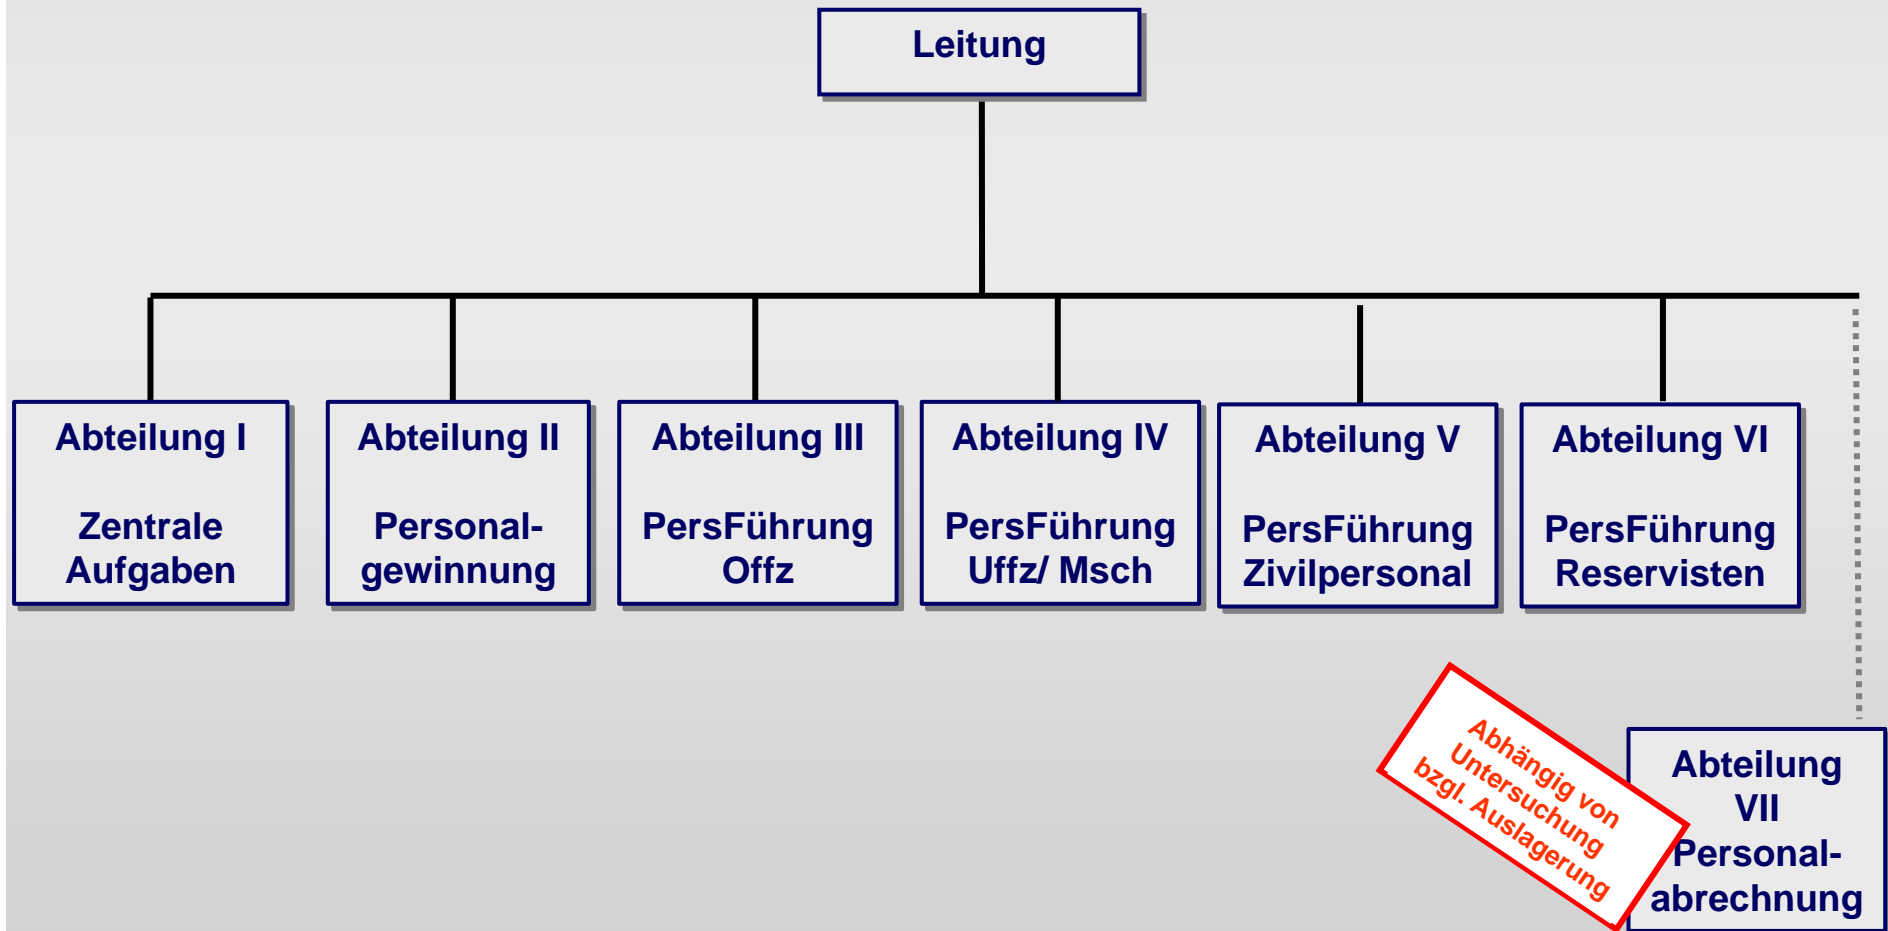 Leitung
Abteilung I
Zentrale
Aufgaben
Abteilung II
Personal-
gewinnung
Abteilung III
PersFührung
Offz
Abteilung IV
PersFührung
Uffz/ Msch
Abteilung V
PersFührung
Zivilpersonal
Abteilung VI
PersFührung
Reservisten
Abhängig von
Untersuchung
bzgl. Auslagerung
Abteilung
VII
Personal-
abrechnung